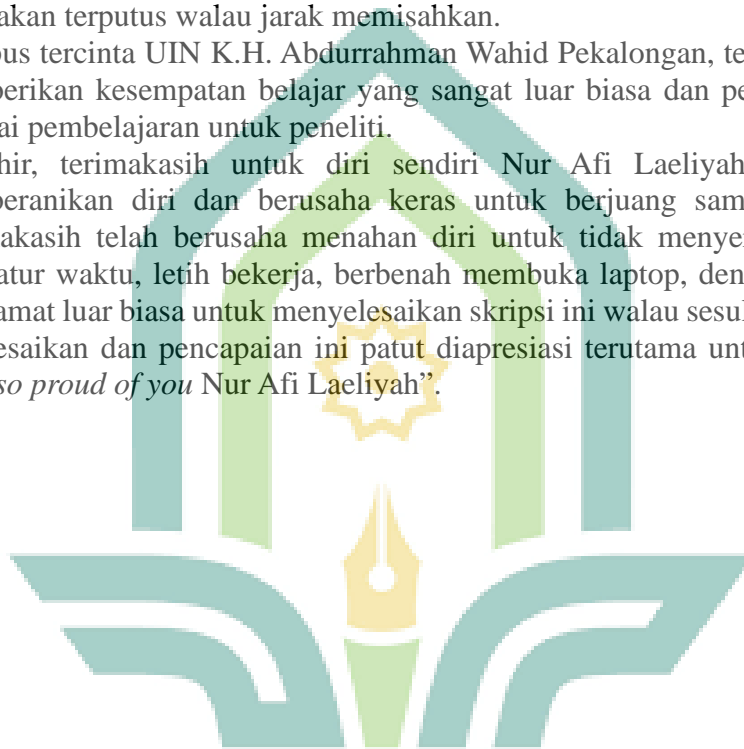 akan terputus walau jarak memisahkan.
pus tercinta UIN K.H. Abdurrahman Wahid Pekalongan, te
berikan kesempatan belajar yang sangat luar biasa dan pe
ai pembelajaran untuk peneliti.
hir, terimakasih untuk diri sendiri Nur Afi Laeliyah
beranikan diri dan berusaha keras untuk berjuang sam
akasih telah berusaha menahan diri untuk tidak menyer
atur waktu, letih bekerja, berbenah membuka laptop, den
amat luar biasa untuk menyelesaikan skripsi ini walau sesul
esaikan dan pencapaian ini patut diapresiasi terutama unt
so proud of you Nur Afi Laeliyah”.